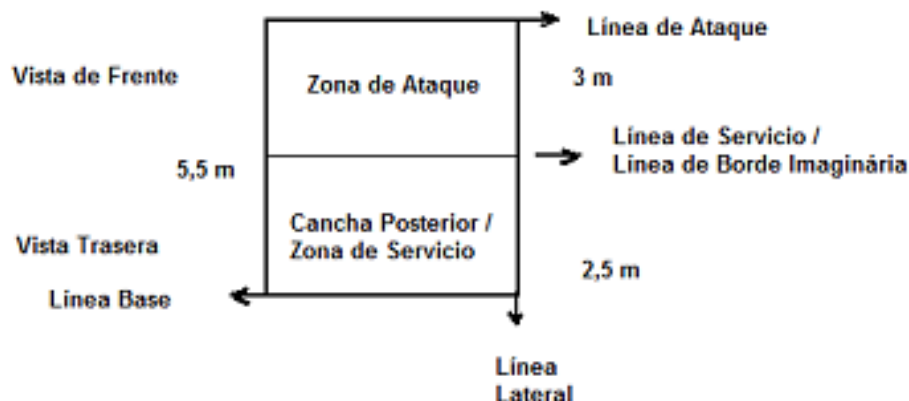 Línea de Ataque
Vista de Frente
Zona de Ataque
3 m
Línea de Servicio /
Línea de Borde Imaginária
5,5 m
Cancha Posterior /
Zona de Servicio
Vista Trasera
2,5 m
Línea Base
Línea
Lateral